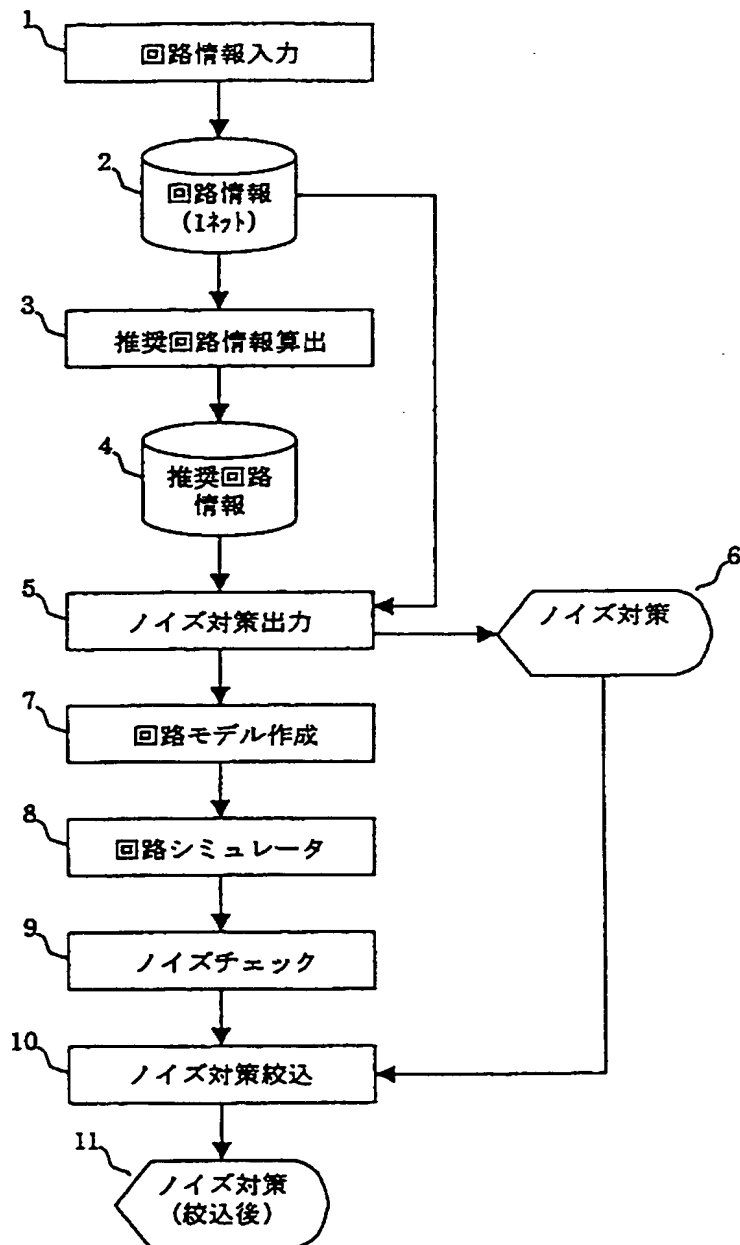 1
回路情報入力
2
回路情報
(1ネット)
3
推奨回路情報算出
4
推奨回路
情報
5
ノイズ対策出力
6
ノイズ対策
7
回路モデル作成
8
回路シミュレータ
9
ノイズチェック
10
ノイズ対策絞込
11
ノイズ対策
(絞込後)